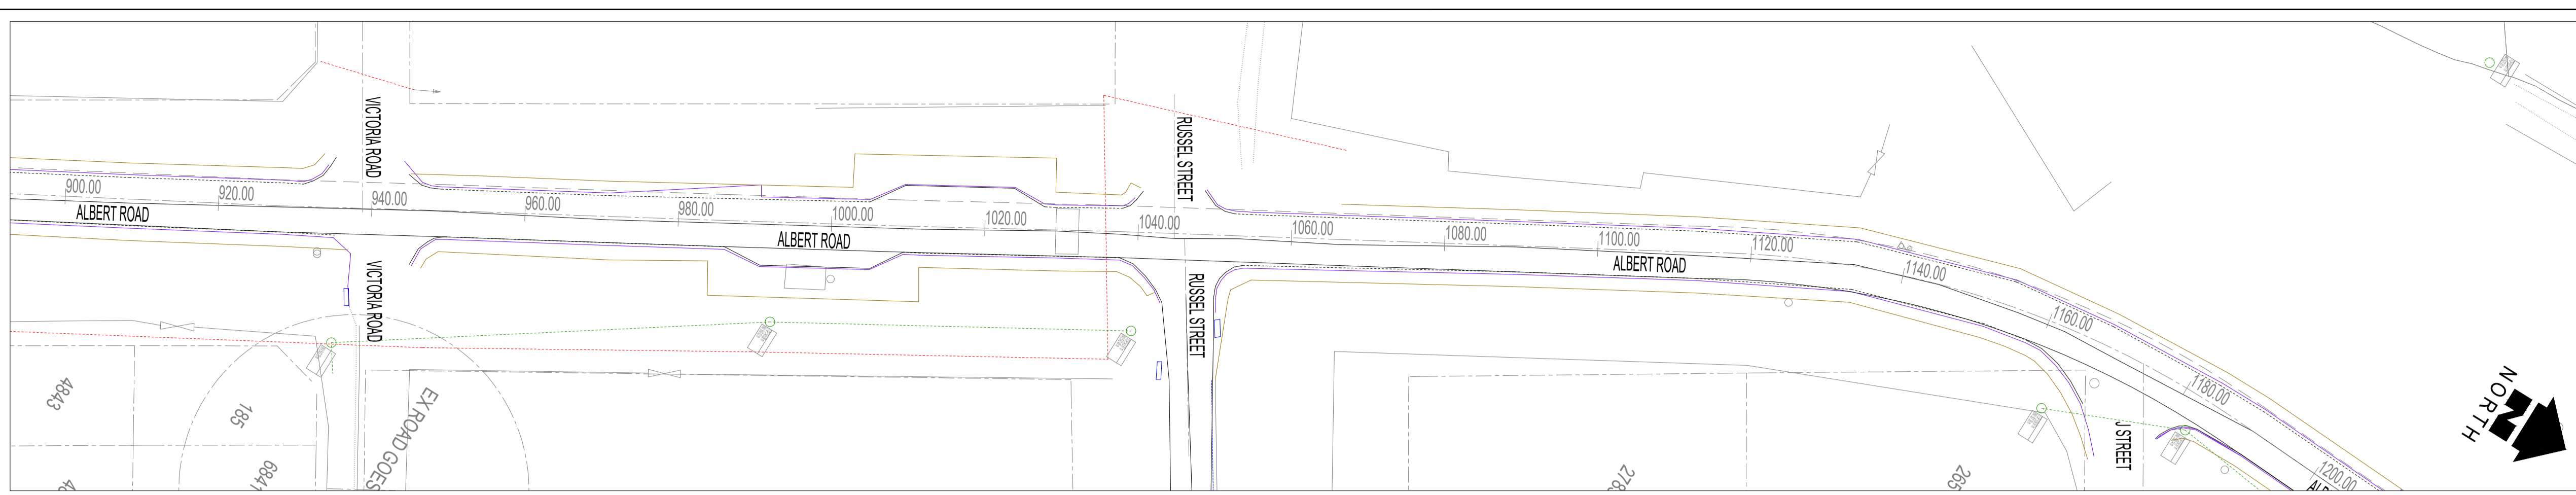 VICTORIA ROAD
RUSSEL STREET
900.00
920.00
940.00
960.00
980.00
1000.00
1020.00
1040.00
1060.00
1080.00
1100.00
1120.00
1140.00
1160.00
1180.00
1200.00
ALBERT ROAD
ALBERT ROAD
ALBERT ROAD
VICTORIA ROAD
RUSSEL STREET
J STREET
4843
185
6841
EX ROAD GOES
265
NORTH
N